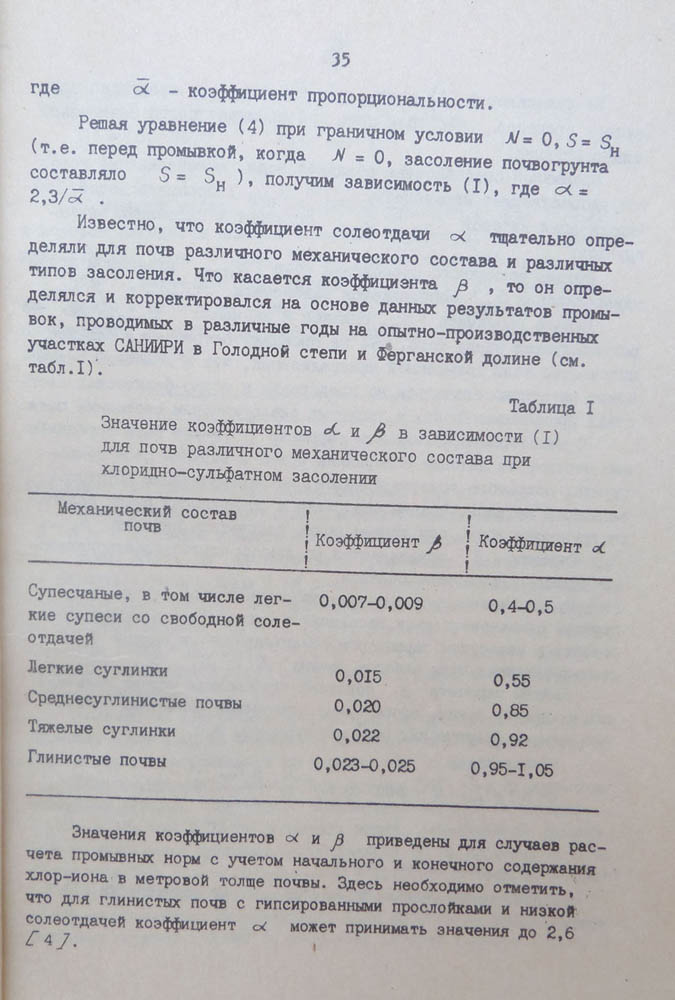 35
где ᾱ - коэффициент пропорциональности.
Решая уравнение (4) при граничном условии N = 0, S = Sн
(т.е. перед промывкой, когда N = 0, засоление почвогрунта
составляло S = Sн ), получим зависимость (I), где α =
2,3/ᾱ .
Известно, что коэффициент солеотдачи α тщательно опре-
деляли для почв различного механического состава и различных
типов засоления. Что касается коэффициэнта β , то он опре-
делялся и корректировался на основе данных результатов промы-
вок, проводимых в различные годы на опытно-производственных
участках САНИИРИ в Голодной степи и Ферганской долине (см.
табл.I).
Таблица I
Значение коэффициентов α и β в зависимости (I)
для почв различного механического состава при
хлоридно-сульфатном засолении
Механический состав
почв
! Коэффициент β ! Коэффициент α
Супесчаные, в том числе лег- 0,007-0,009 0,4-0,5
кие супеси со свободной соле-
отдачей
Легкие суглинки 0,0I5 0,55
Среднесуглинистые почвы 0,020 0,85
Тяжелые суглинки 0,022 0,92
Глинистые почвы 0,023-0,025 0,95-I,05
Значения коэффициентов α и β приведены для случаев рас-
чета промывных норм с учетом начального и конечного содержания
хлор-иона в метровой толще почвы. Здесь необходимо отметить,
что для глинистых почв с гипсированными прослойками и низкой
солеотдачей коэффициент α может принимать значения до 2,6
[4].